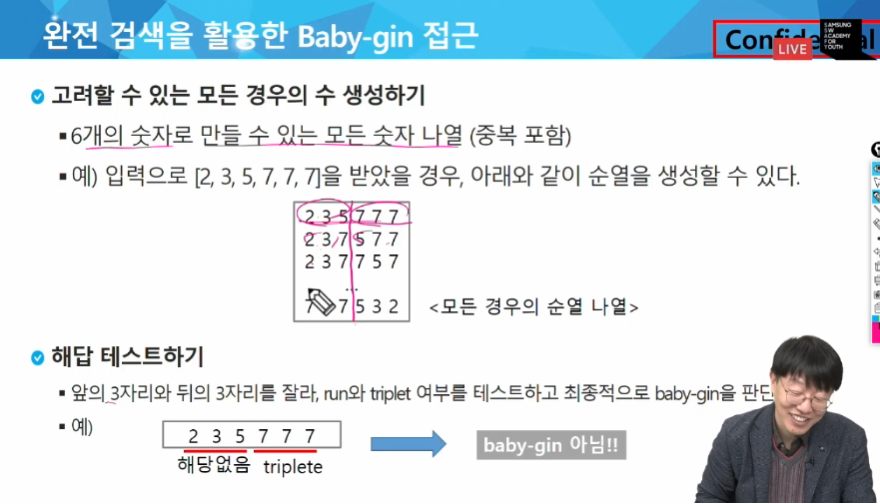 완전 검색을 활용한 Baby-gin 접근
LIVE
SAMSUNG
SW
ACADEMY
FOR
YOUTH
고려할 수 있는 모든 경우의 수 생성하기
▪6개의 숫자로 만들 수 있는 모든 숫자 나열 (중복 포함)
▪예) 입력으로 [2, 3, 5, 7, 7, 7]을 받았을 경우, 아래와 같이 순열을 생성할 수 있다.
2 3 5 7 7 7
2 3 7 5 7 7
2 3 7 7 5 7
...
7 7 5 3 2
<모든 경우의 순열 나열>
해답 테스트하기
▪앞의 3자리와 뒤의 3자리를 잘라, run와 triplet 여부를 테스트하고 최종적으로 baby-gin을 판단
▪예)
2 3 5 7 7 7
해당없음 triplete
baby-gin 아님!!